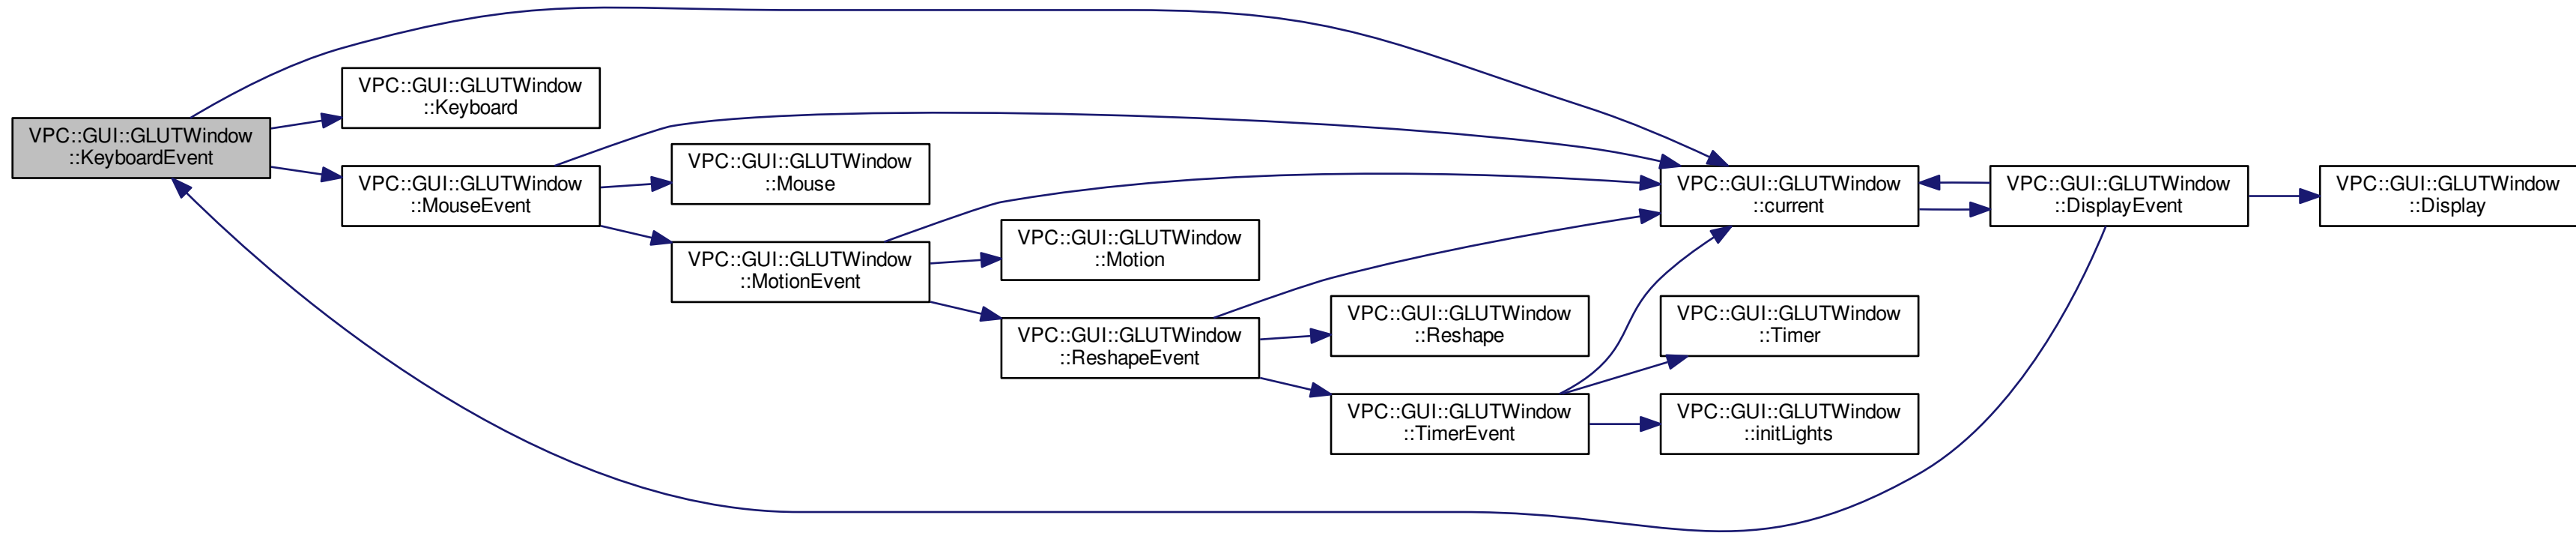 VPC::GUI::GLUTWindow
::KeyboardEvent
VPC::GUI::GLUTWindow
::Keyboard
VPC::GUI::GLUTWindow
::MouseEvent
VPC::GUI::GLUTWindow
::Mouse
VPC::GUI::GLUTWindow
::MotionEvent
VPC::GUI::GLUTWindow
::Motion
VPC::GUI::GLUTWindow
::ReshapeEvent
VPC::GUI::GLUTWindow
::Reshape
VPC::GUI::GLUTWindow
::TimerEvent
VPC::GUI::GLUTWindow
::current
VPC::GUI::GLUTWindow
::Timer
VPC::GUI::GLUTWindow
::initLights
VPC::GUI::GLUTWindow
::DisplayEvent
VPC::GUI::GLUTWindow
::Display